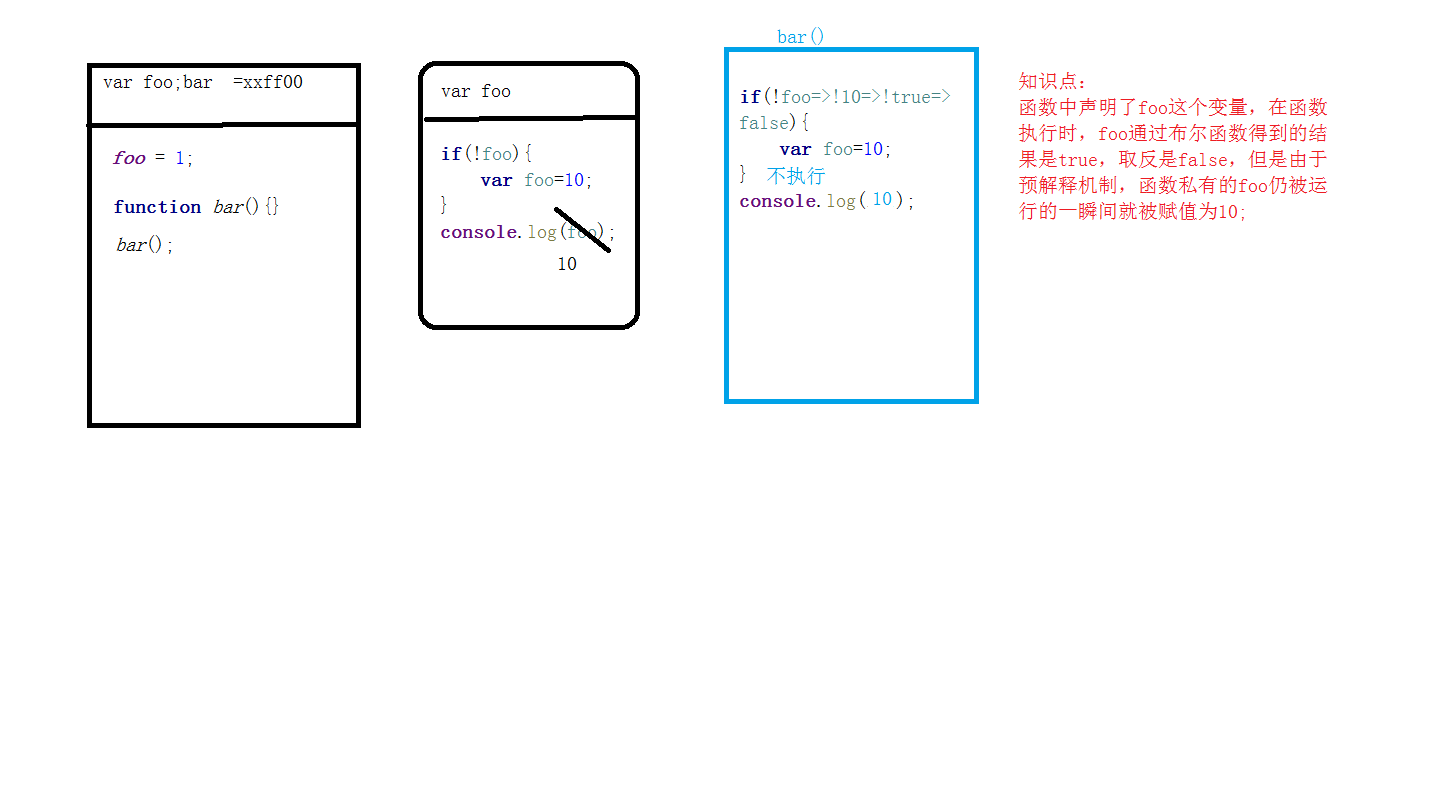 var foo;bar  =xxff00
foo = 1;
function bar(){}
bar();
var foo
if(!foo){
    var foo=10;
}
console.log(foo);
10
bar()
if(!foo=>!10=>!true=>
false){
    var foo=10;
}  不执行
console.log( 10 );
知识点:
函数中声明了foo这个变量，在函数
执行时，foo通过布尔函数得到的结
果是true，取反是false，但是由于
预解释机制，函数私有的foo仍被运
行的一瞬间就被赋值为10;